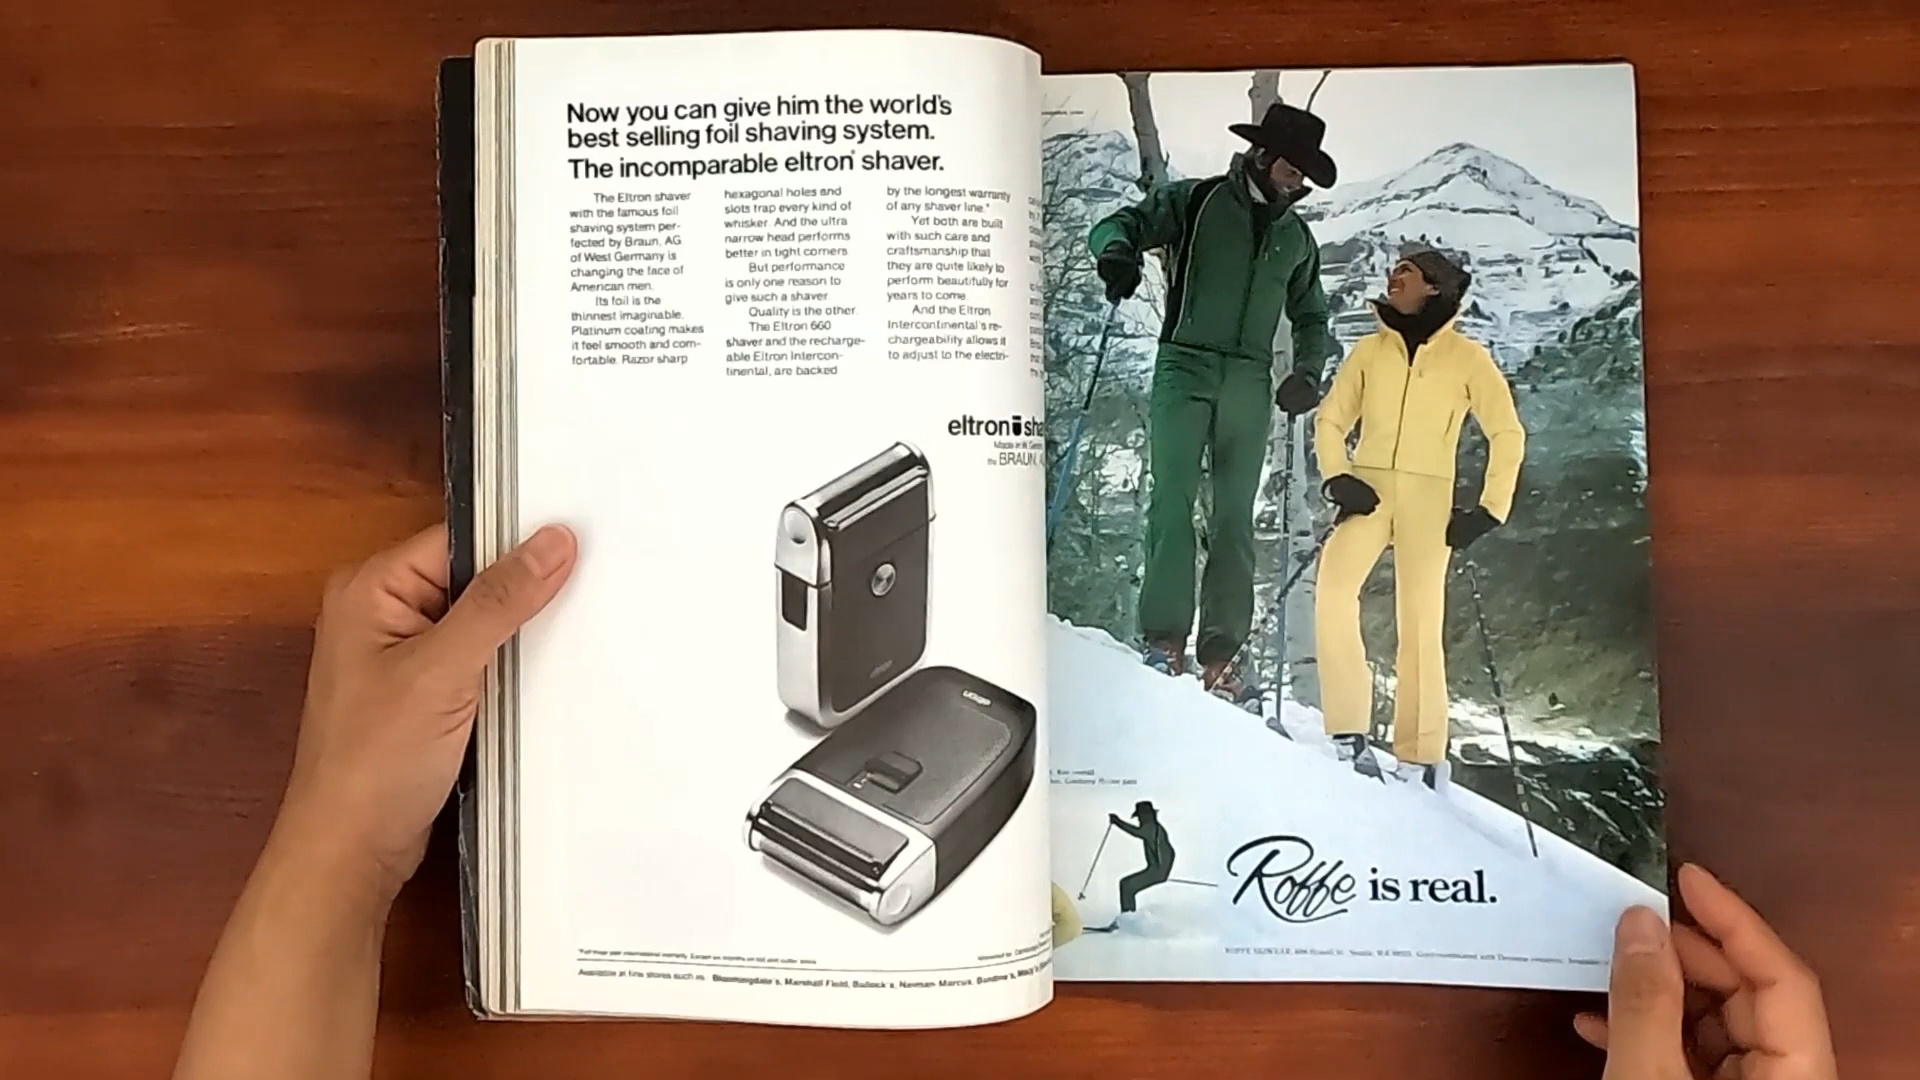 Now you can give him the world's
best selling foil shaving system.
The incomparable eltron® shaver.
The Eltron shaver
with the famous foil
shaving system per-
fected by Braun, AG
of West Germany is
changing the face of
American men.
Its foil is the
thinnest imaginable.
Platinum coating makes
it feel smooth and com-
fortable. Razor sharp
hexagonal holes and
slots trap every kind of
whisker. And the ultra
narrow head performs
better in tight corners.
But performance
is only one reason to
give such a shaver.
Quality is the other.
The Eltron 660
shaver and the recharge-
able Eltron Intercon-
tinental, are backed
by the longest warranty
of any shaver line.*
Yet both are built
with such care and
craftsmanship that
they are quite likely to
perform beautifully for
years to come.
And the Eltron
Intercontinental's re-
chargeability allows it
to adjust to the electri-
eltron sha
Made in W.
BRAUN, A
eltron
eltron
Available at fine stores such as: Bloomingdale's, Marshall Field, Bullock's, Neiman-Marcus, Burdine's,
Roffe is real.